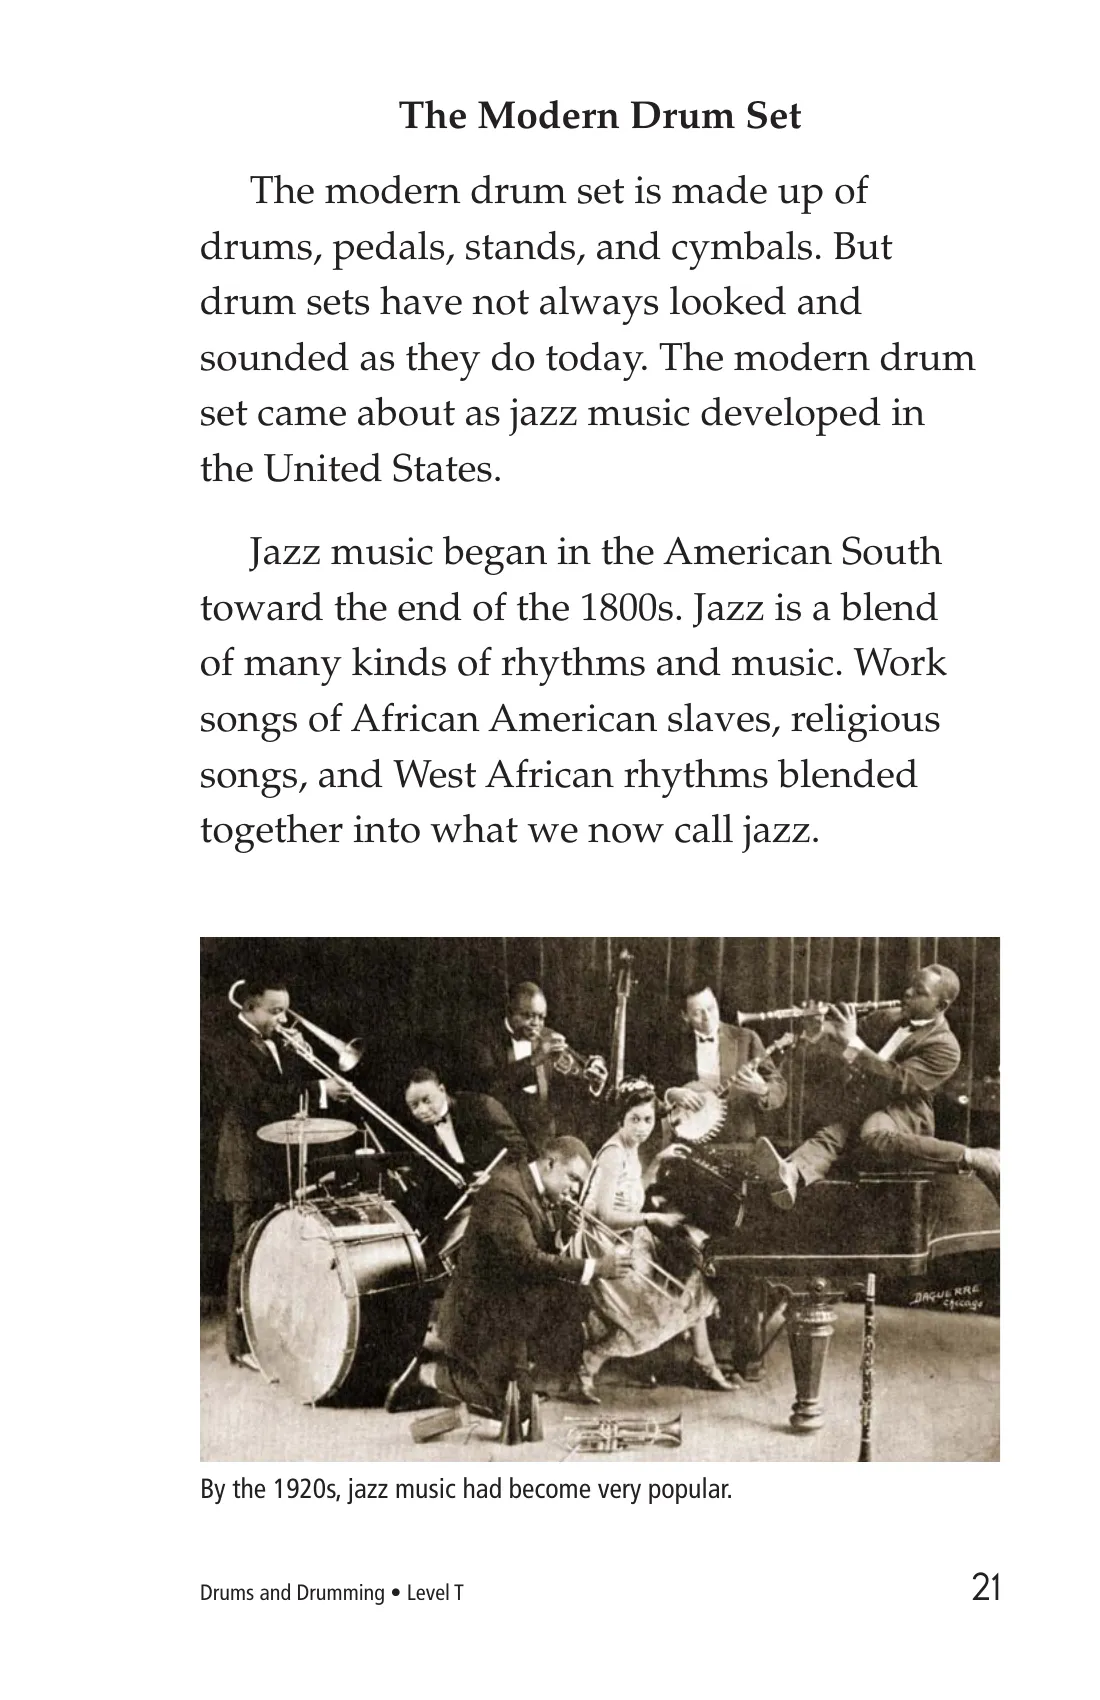 The Modern Drum Set
The modern drum set is made up of
drums, pedals, stands, and cymbals. But
drum sets have not always looked and
sounded as they do today. The modern drum
set came about as jazz music developed in
the United States.
Jazz music began in the American South
toward the end of the 1800s. Jazz is a blend
of many kinds of rhythms and music. Work
songs of African American slaves, religious
songs, and West African rhythms blended
together into what we now call jazz.
DAGUERRE
Chicago
By the 1920s, jazz music had become very popular.
Drums and Drumming • Level T
21